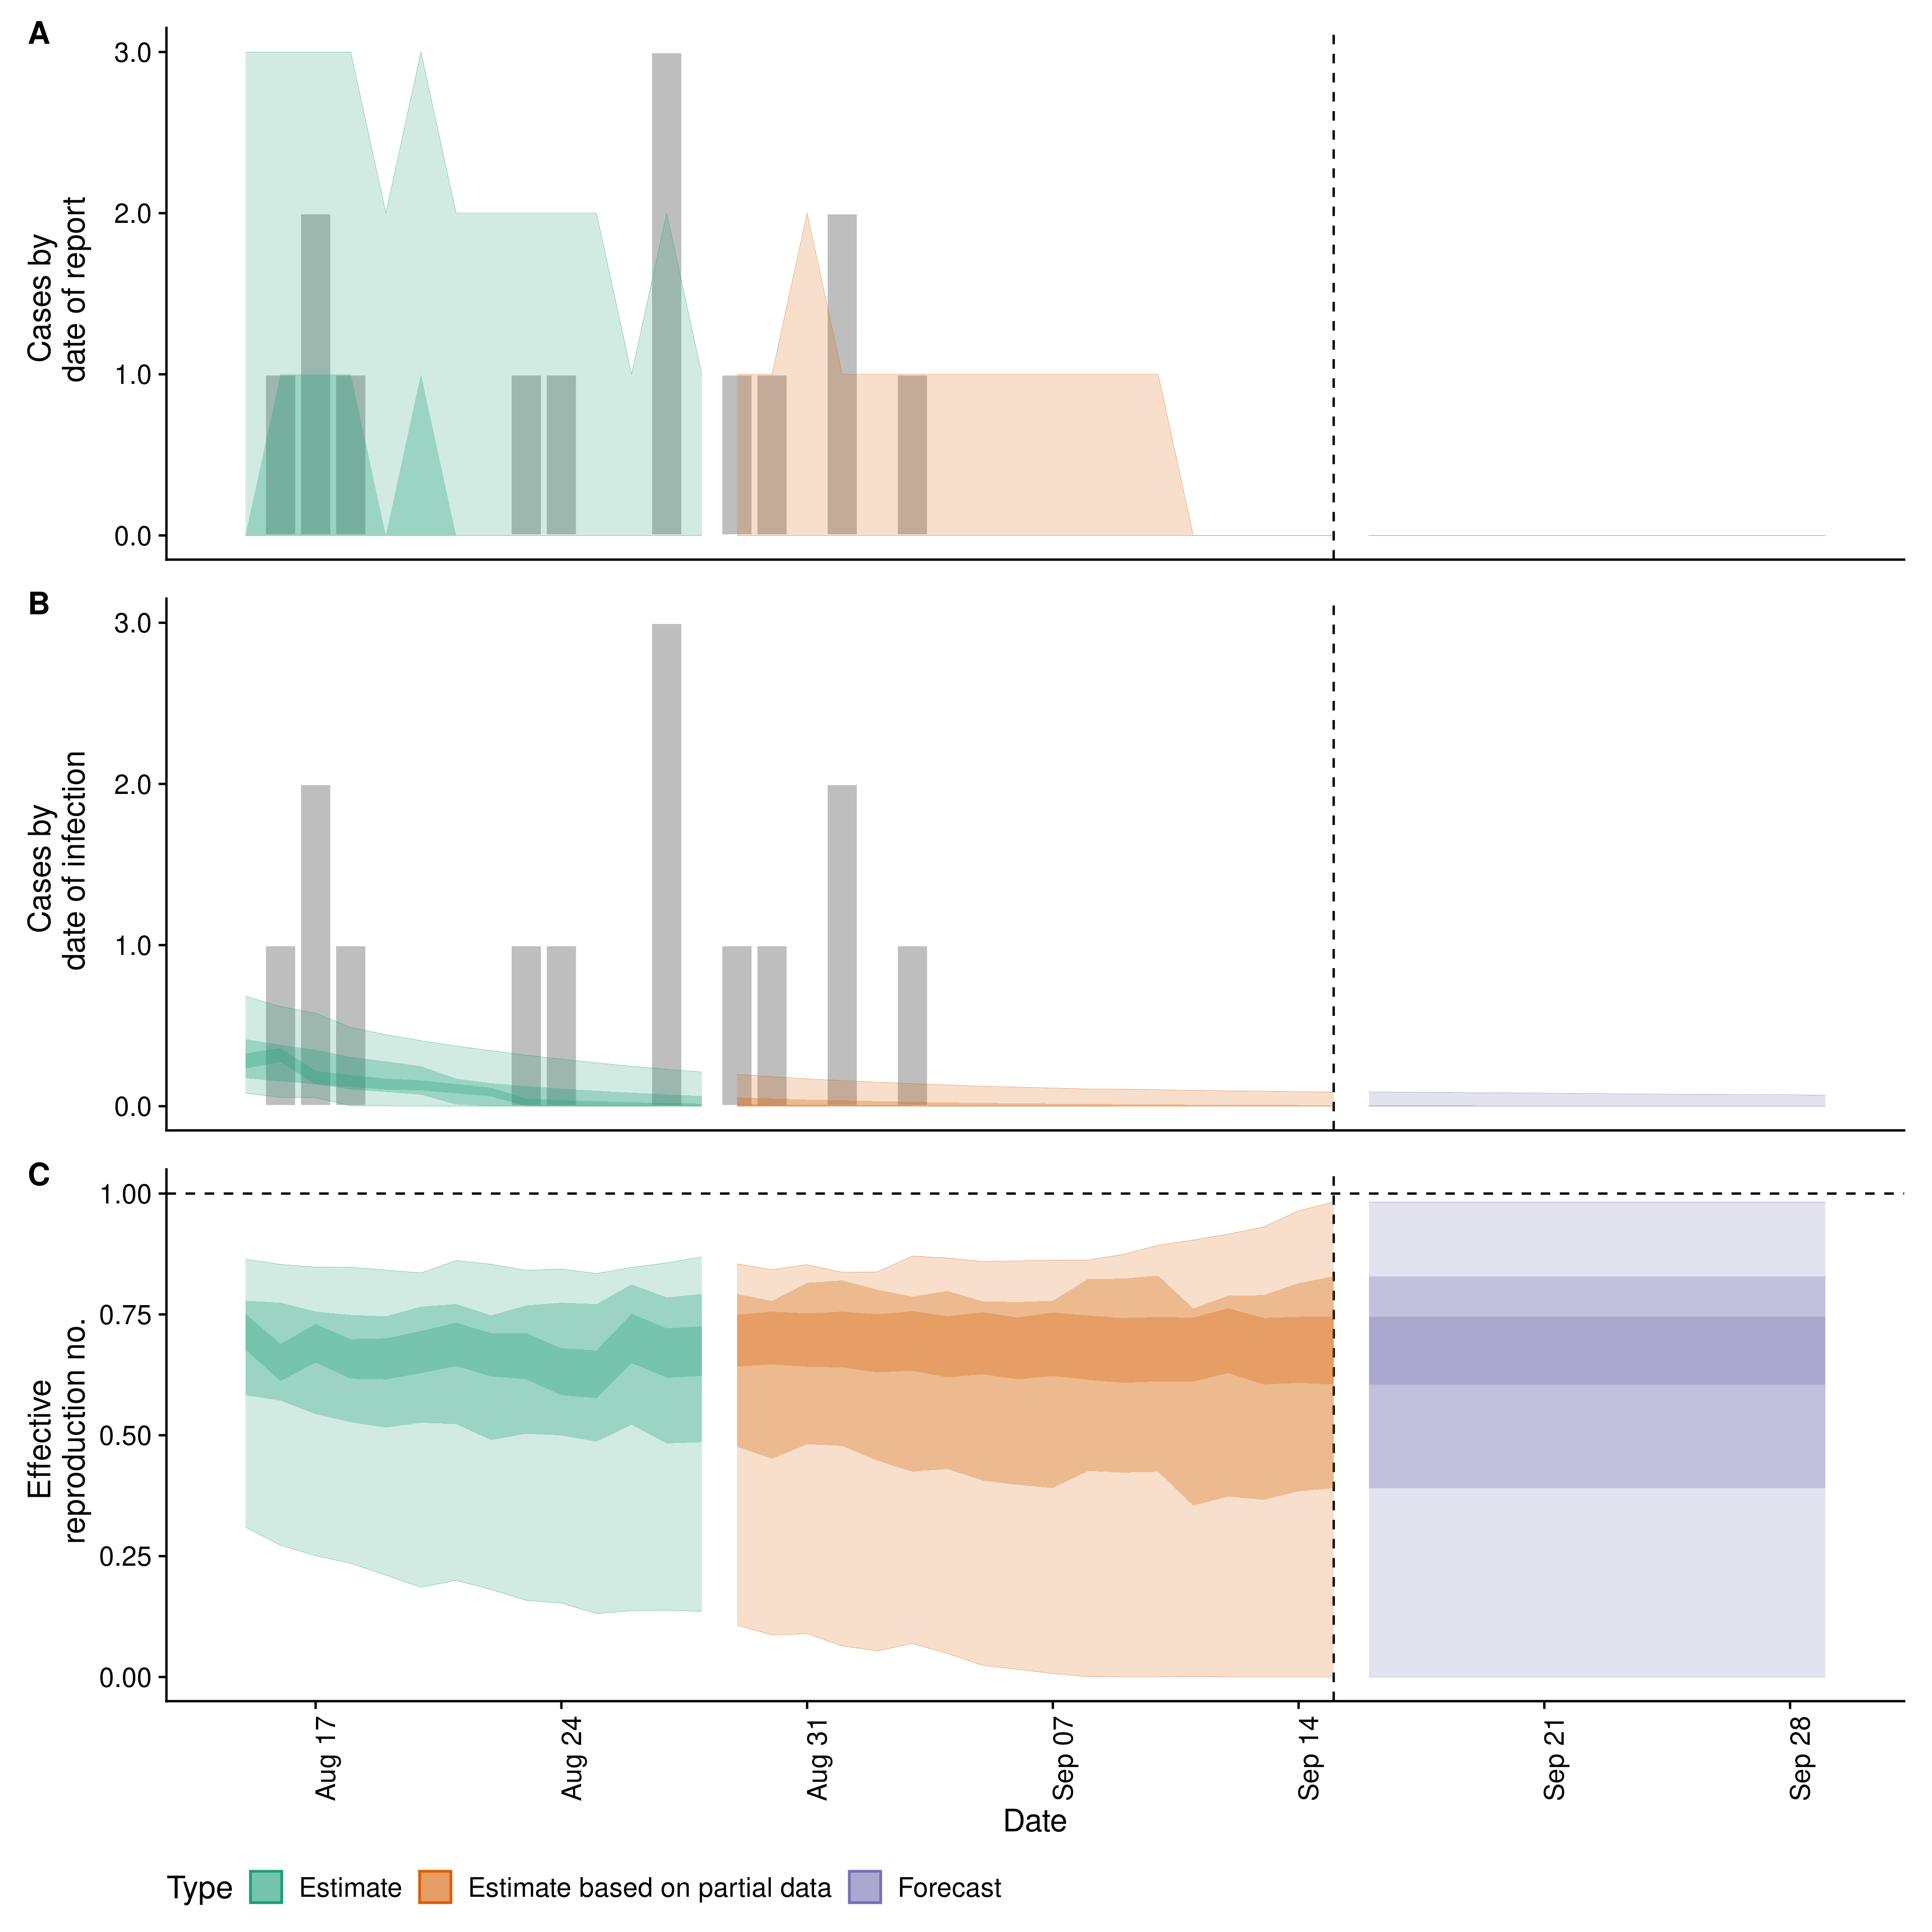 A
3.0
2.0
1.0
0.0
Cases by
date of report
B
3.0
2.0
1.0
0.0
Cases by
date of infection
C
1.00
0.75
0.50
0.25
0.00
Effective
reproduction no.
Aug 17
Aug 24
Aug 31
Sep 07
Sep 14
Sep 21
Sep 28
Date
Type Estimate Estimate based on partial data Forecast